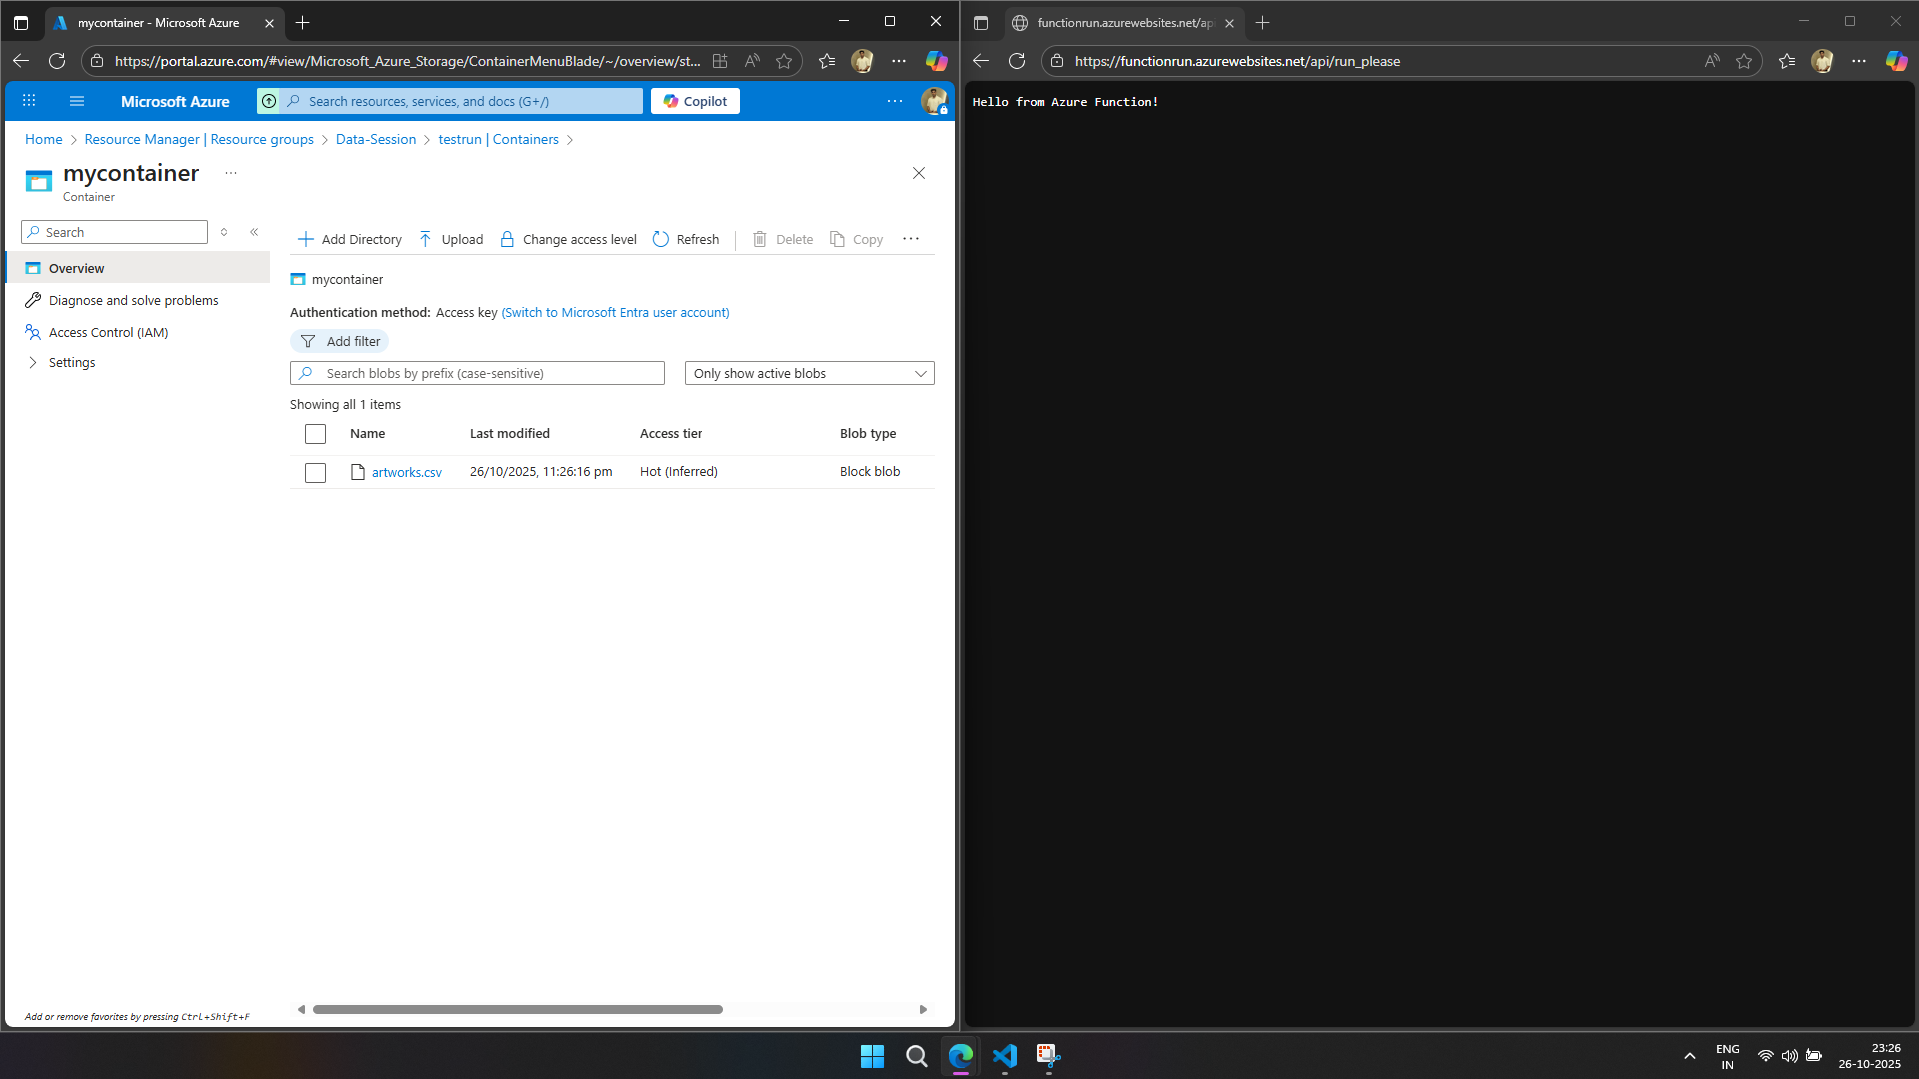 mycontainer - Microsoft Azure
https://portal.azure.com/#view/Microsoft_Azure_Storage/ContainerMenuBlade/~/overview/st...
Microsoft Azure
Search resources, services, and docs (G+/)
Copilot
Home > Resource Manager | Resource groups > Data-Session > testrun | Containers >
mycontainer
Container
Search
Overview
Diagnose and solve problems
Access Control (IAM)
Settings
Add Directory Upload Change access level Refresh Delete Copy
mycontainer
Authentication method: Access key (Switch to Microsoft Entra user account)
Add filter
Search blobs by prefix (case-sensitive)
Only show active blobs
Showing all 1 items
Name Last modified Access tier Blob type
artworks.csv 26/10/2025, 11:26:16 pm Hot (Inferred) Block blob
Add or remove favorites by pressing Ctrl+Shift+F
functionrun.azurewebsites.net/api
https://functionrun.azurewebsites.net/api/run_please
Hello from Azure Function!
ENG
IN
23:26
26-10-2025